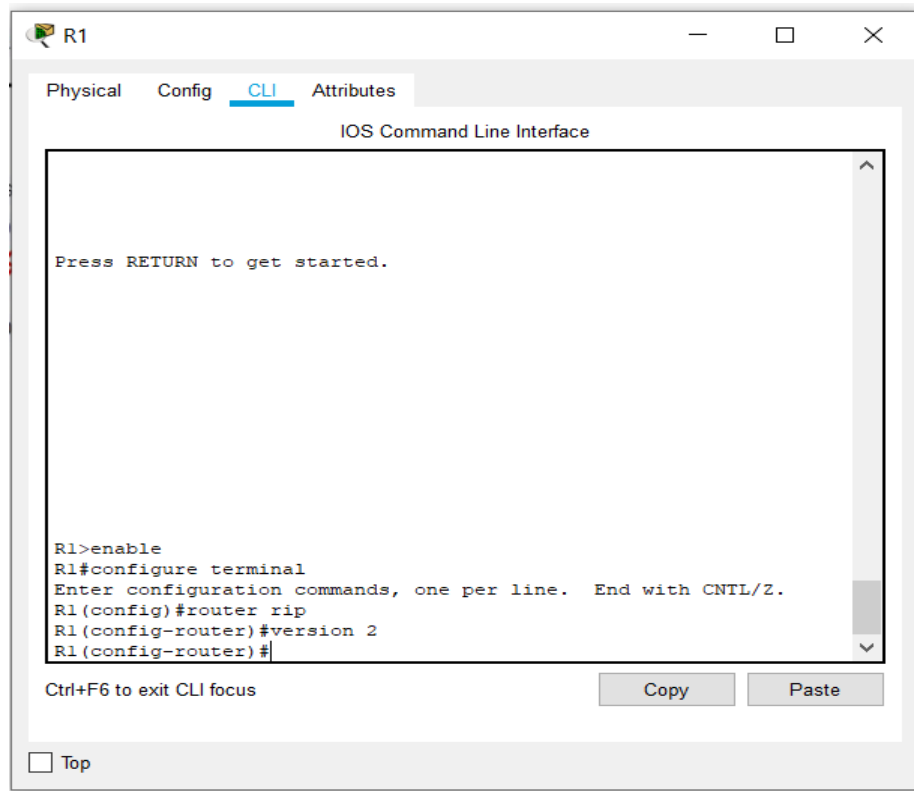 R1
Physical Config CLI Attributes
IOS Command Line Interface
Press RETURN to get started.
R1>enable
R1#configure terminal
Enter configuration commands, one per line.  End with CNTL/Z.
R1(config)#router rip
R1(config-router)#version 2
R1(config-router)#
Ctrl+F6 to exit CLI focus
Copy Paste
Top